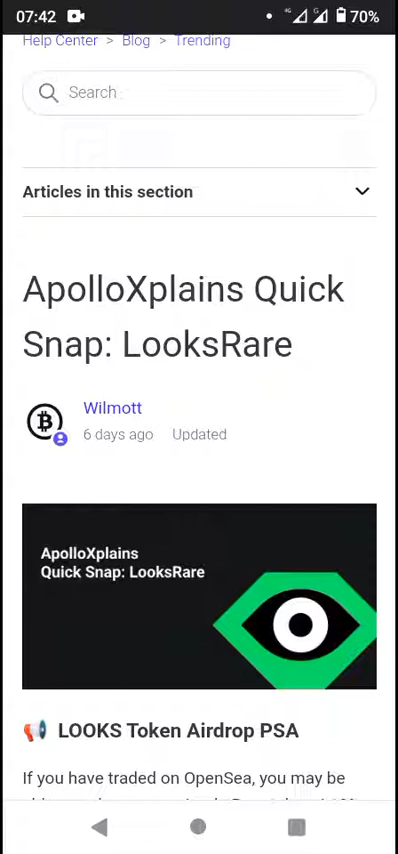 07:42 4G G 70%
Help Center > Blog > Trending
Search
Articles in this section
ApolloXplains Quick
Snap: LooksRare
Wilmott
6 days ago Updated
ApolloXplains
Quick Snap: LooksRare
📢 LOOKS Token Airdrop PSA
If you have traded on OpenSea, you may be